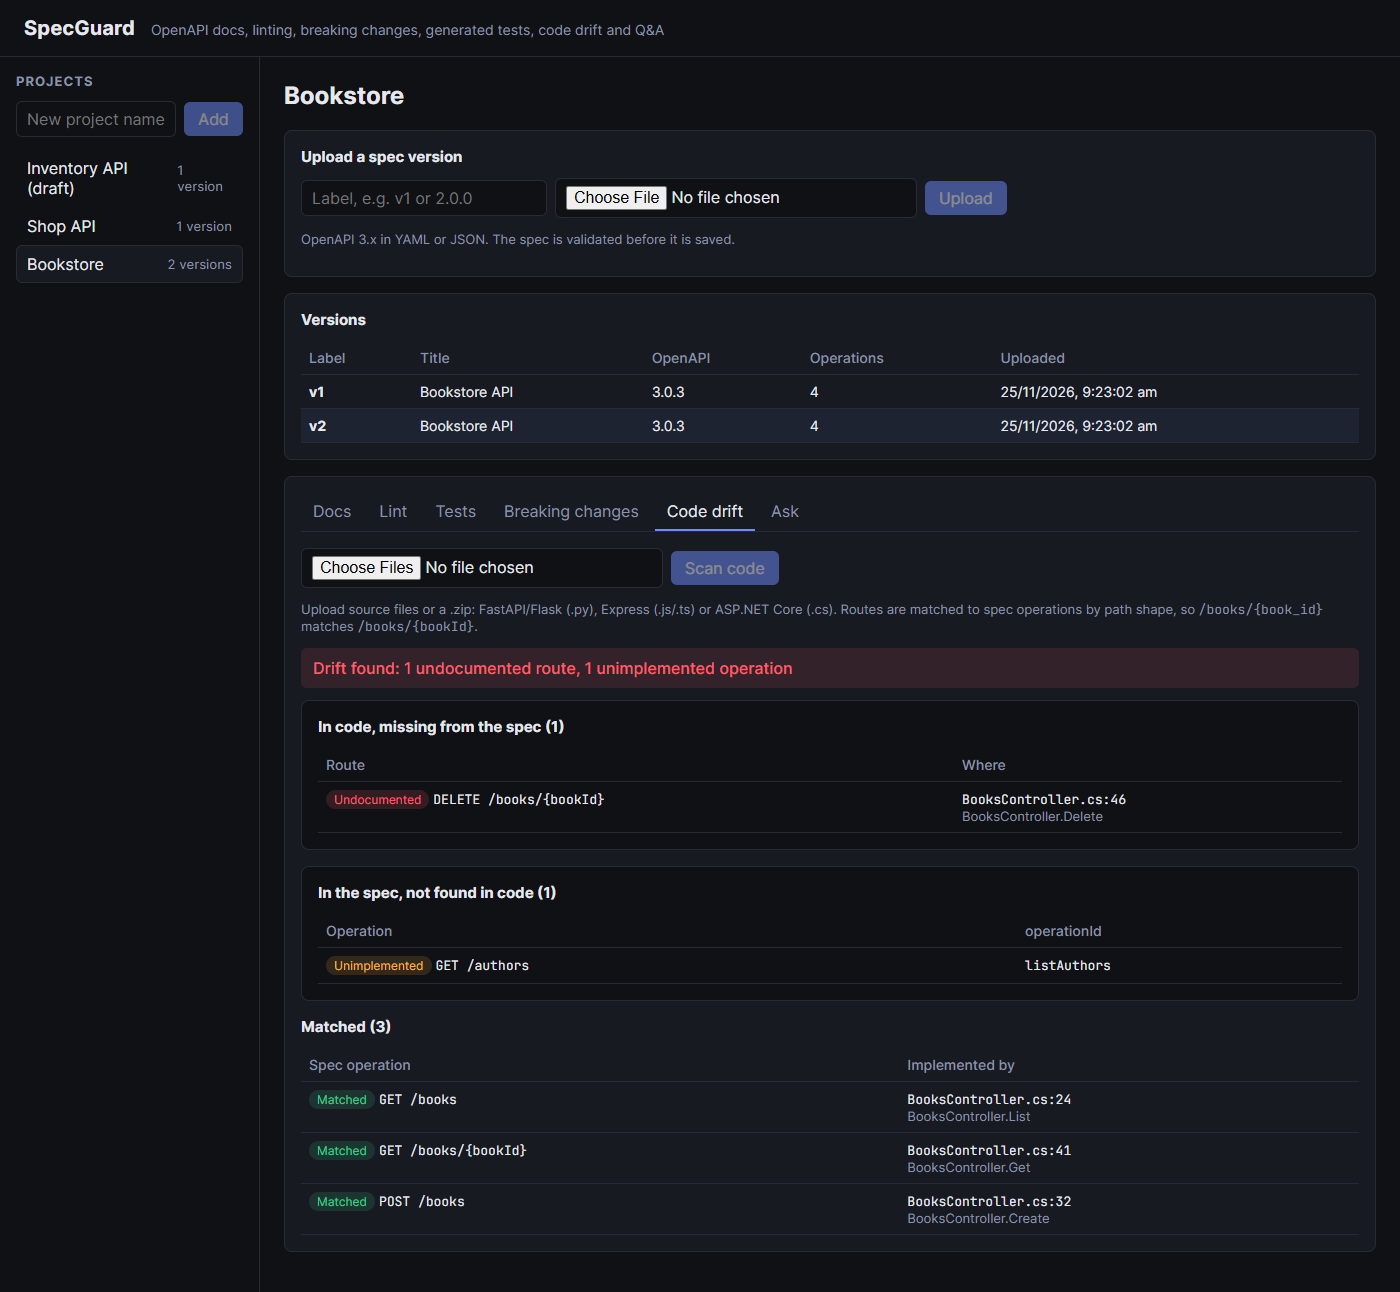 SpecGuard OpenAPI docs, linting, breaking changes, generated tests, code drift and Q&A
PROJECTS
New project name Add
Inventory API (draft) 1 version
Shop API 1 version
Bookstore 2 versions
Bookstore
Upload a spec version
Label, e.g. v1 or 2.0.0 Choose File No file chosen Upload
OpenAPI 3.x in YAML or JSON. The spec is validated before it is saved.
Versions
Label Title OpenAPI Operations Uploaded
v1 Bookstore API 3.0.3 4 25/11/2026, 9:23:02 am
v2 Bookstore API 3.0.3 4 25/11/2026, 9:23:02 am
Docs Lint Tests Breaking changes Code drift Ask
Choose Files No file chosen Scan code
Upload source files or a .zip: FastAPI/Flask (.py), Express (.js/.ts) or ASP.NET Core (.cs). Routes are matched to spec operations by path shape, so /books/{book_id}
matches /books/{bookId}.
Drift found: 1 undocumented route, 1 unimplemented operation
In code, missing from the spec (1)
Route Where
Undocumented DELETE /books/{bookId} BooksController.cs:46
BooksController.Delete
In the spec, not found in code (1)
Operation operationId
Unimplemented GET /authors listAuthors
Matched (3)
Spec operation Implemented by
Matched GET /books BooksController.cs:24
BooksController.List
Matched GET /books/{bookId} BooksController.cs:41
BooksController.Get
Matched POST /books BooksController.cs:32
BooksController.Create